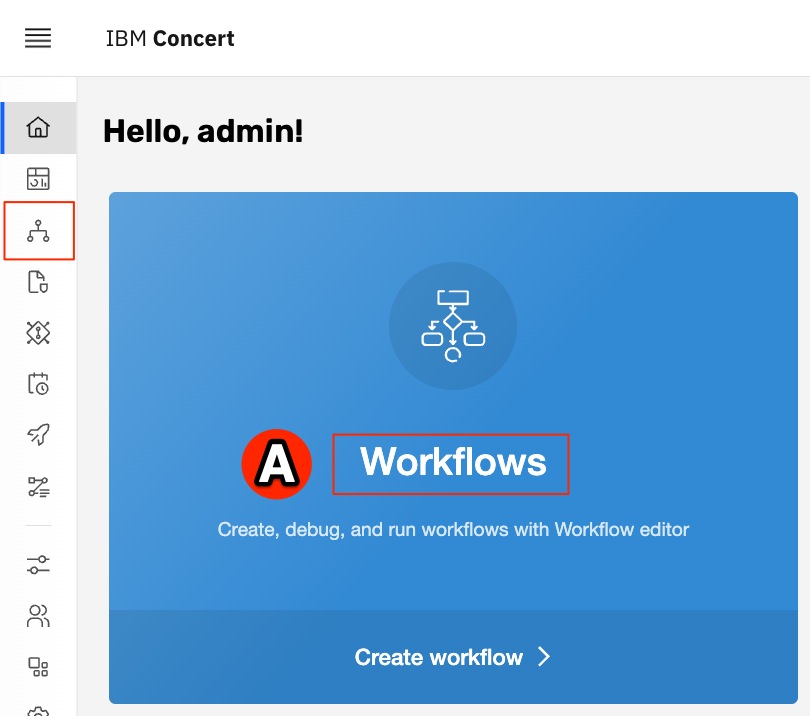 IBM Concert
Hello, admin!
A
Workflows
Create, debug, and run workflows with Workflow editor
Create workflow